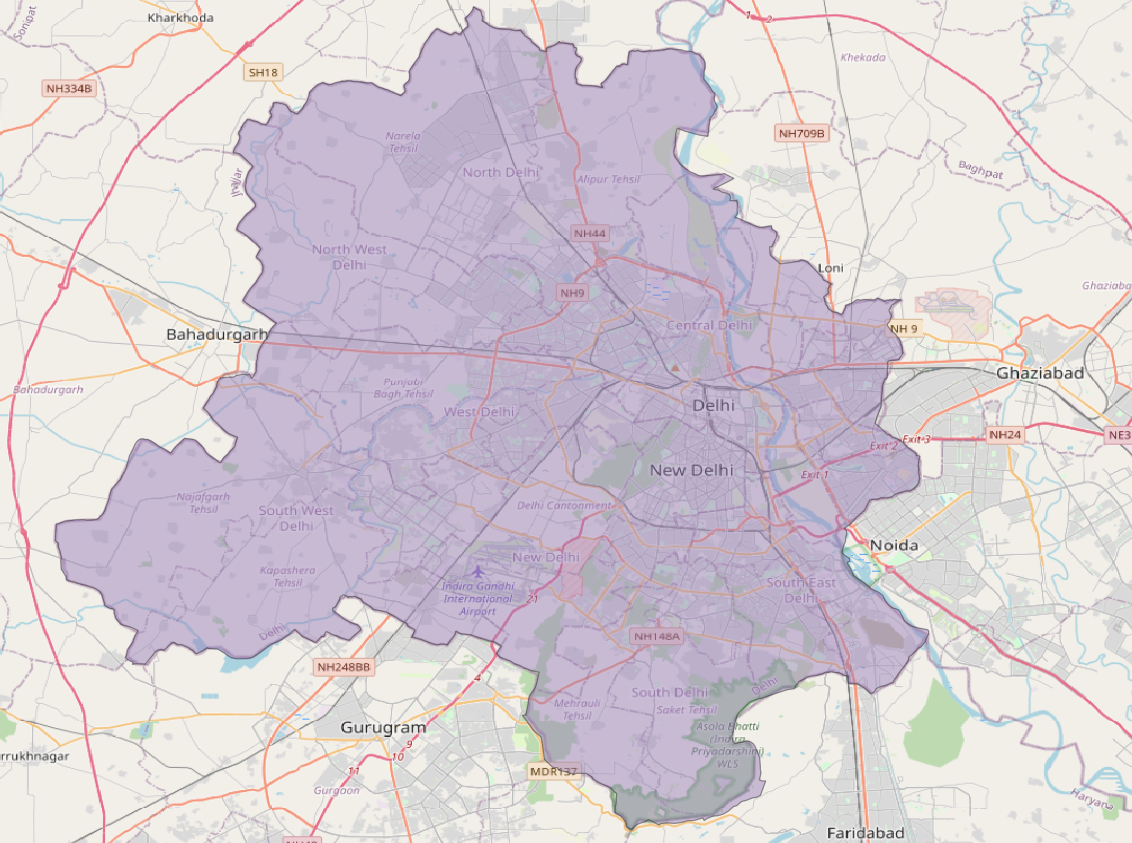 Kharkhoda
Sonipat
1
2
Khekada
SH18
NH334B
NH709B
Narela
Tehsil
North Delhi
Alipur Tehsil
Baghpat
Jhajjar
NH44
North West
Delhi
Loni
Ghaziaba
NH9
NH 9
Central Delhi
Bahadurgarh
Ghaziabad
Punjabi
Bagh Tehsil
Bahadurgarh
West Delhi
Delhi
NH24
NE3
Exit 3
Exit 2
New Delhi
Exit 1
Najafgarh
Tehsil
South West
Delhi
Delhi Cantonment
Noida
New Delhi
Kapashera
Tehsil
Indira Gandhi
International
Airport
South East
Delhi
21
Delhi
NH148A
NH248BB
4
South Delhi
Delhi
Mehrauli
Tehsil
Saket Tehsil
Gurugram
Asola Bhatti
(Indira
Priyadarshini)
WLS
9
10
11
rrukhnagar
MDR137
Gurgaon
Haryana
Faridabad